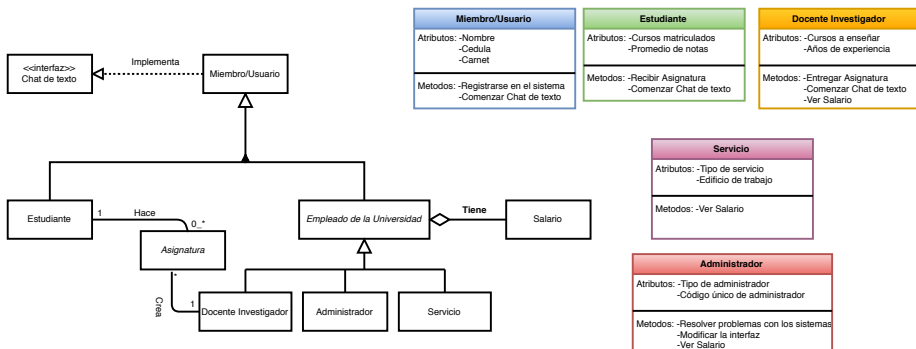 <<interfaz>>
Chat de texto
Implementa
Miembro/Usuario
Estudiante
1
Hace
0_*
Asignatura
*
Crea
1
Empleado de la Universidad
Tiene
Salario
Docente Investigador
Administrador
Servicio
Miembro/Usuario
Atributos: -Nombre
-Cedula
-Carnet
Metodos: -Registrarse en el sistema
-Comenzar Chat de texto
Estudiante
Atributos: -Cursos matriculados
-Promedio de notas
Metodos: -Recibir Asignatura
-Comenzar Chat de texto
Docente Investigador
Atributos: -Cursos a enseñar
-Años de experiencia
Metodos: -Entregar Asignatura
-Comenzar Chat de texto
-Ver Salario
Servicio
Atributos: -Tipo de servicio
-Edificio de trabajo
Metodos: -Ver Salario
Administrador
Atributos: -Tipo de administrador
-Código único de administrador
Metodos: -Resolver problemas con los sistemas
-Modificar la interfaz
-Ver Salario